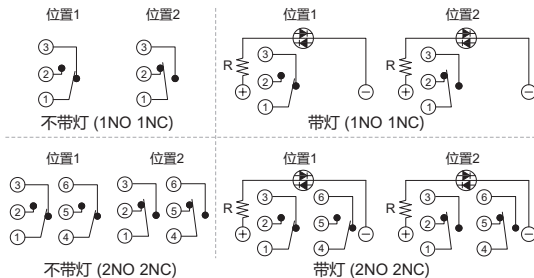 位置1 位置2
3 3
2 2
1 1
不带灯 (1NO 1NC)
位置1 位置2
R 3 R 3
2 2
1 1
+ − + −
带灯 (1NO 1NC)
位置1 位置2
3 6 3 6
2 5 2 5
1 4 1 4
不带灯 (2NO 2NC)
位置1 位置2
3 6 3 6
R 2 5 R 2 5
1 4 1 4
+ − + −
带灯 (2NO 2NC)